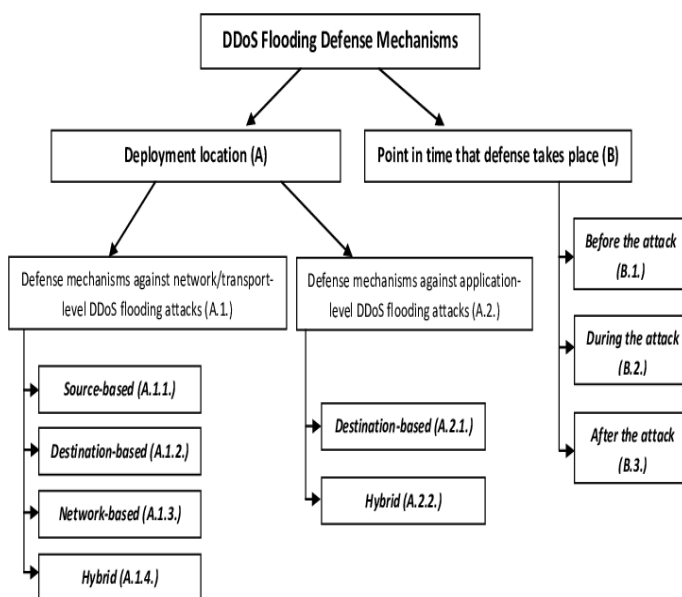 DDoS Flooding Defense Mechanisms
Deployment location (A)
Point in time that defense takes place (B)
Defense mechanisms against network/transport-
level DDoS flooding attacks (A.1.)
Defense mechanisms against application-
level DDoS flooding attacks (A.2.)
Before the attack
(B.1.)
During the attack
(B.2.)
After the attack
(B.3.)
Source-based (A.1.1.)
Destination-based (A.1.2.)
Network-based (A.1.3.)
Hybrid (A.1.4.)
Destination-based (A.2.1.)
Hybrid (A.2.2.)